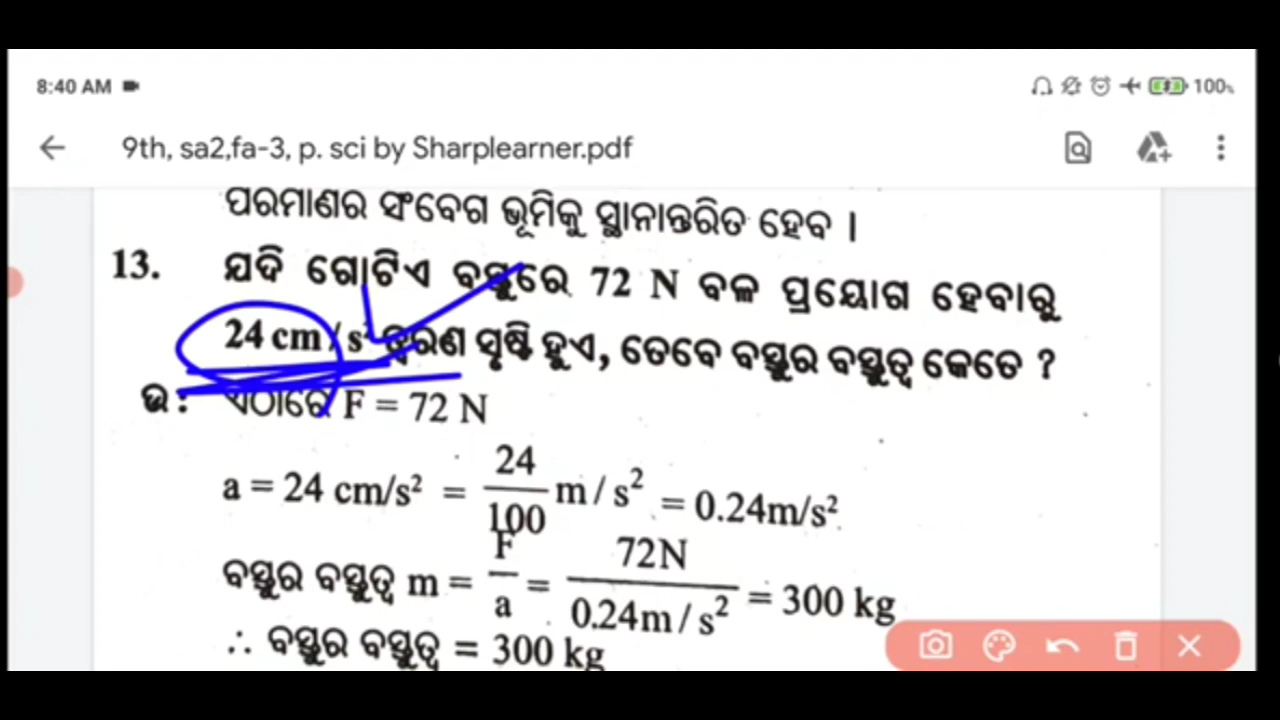 8:40 AM
100%
9th, sa2,fa-3, p. sci by Sharplearner.pdf
ପରମାଣର ସଂବେଗ ଭୂମିକୁ ସ୍ଥାନାନ୍ତରିତ ହେବ ।
13. ଯଦି ଗୋଟିଏ ବସ୍ତୁରେ 72 N ବଳ ପ୍ରୟୋଗ ହେବାରୁ
24 cm / s² ତ୍ୱରଣ ସୃଷ୍ଟି ହୁଏ, ତେବେ ବସ୍ତୁର ବସ୍ତୁତ୍ୱ କେତେ ?
ଉ : ଏଠାରେ F = 72 N
a = 24 cm/s² = 24/100 m / s² = 0.24m/s²
ବସ୍ତୁର ବସ୍ତୁତ୍ୱ m = F/a = 72N / 0.24m / s² = 300 kg
∴ ବସ୍ତୁର ବସ୍ତୁତ୍ୱ = 300 kg